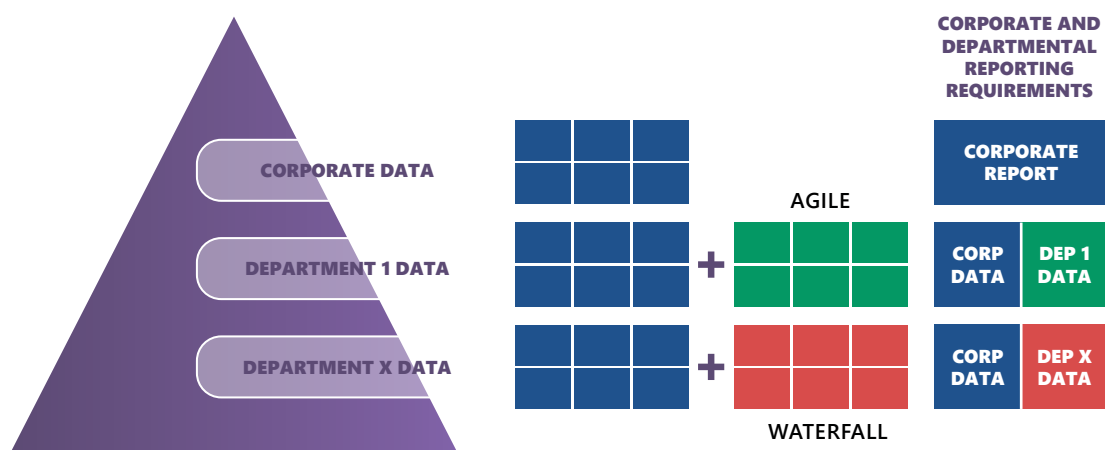 CORPORATE AND
DEPARTMENTAL
REPORTING
REQUIREMENTS
CORPORATE DATA
CORPORATE
REPORT
AGILE
DEPARTMENT 1 DATA
+
CORP
DATA
DEP 1
DATA
DEPARTMENT X DATA
+
CORP
DATA
DEP X
DATA
WATERFALL